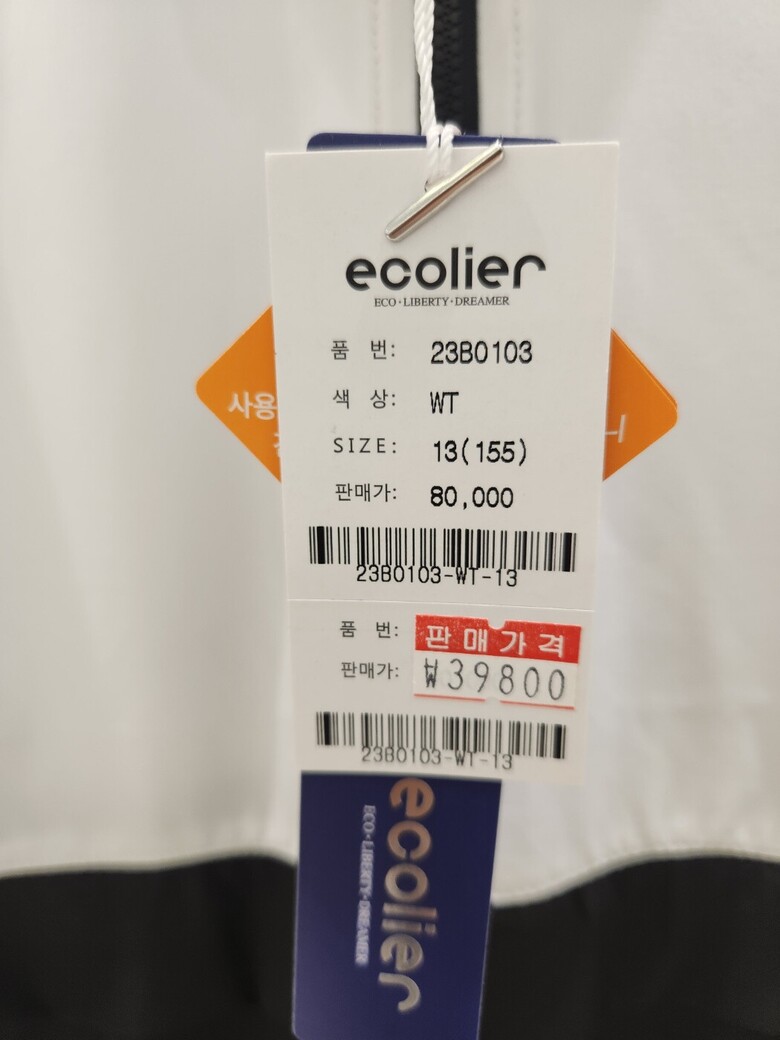 ecolier
ECO·LIBERTY·DREAMER
품 번: 23B0103
색 상: WT
SIZE: 13(155)
판매가: 80,000
23B0103-WT-13
사용
품 번: 판매가격
판매가: ₩39800
23B0103-WT-13
ecolier
ECO·LIBERTY·DREAMER